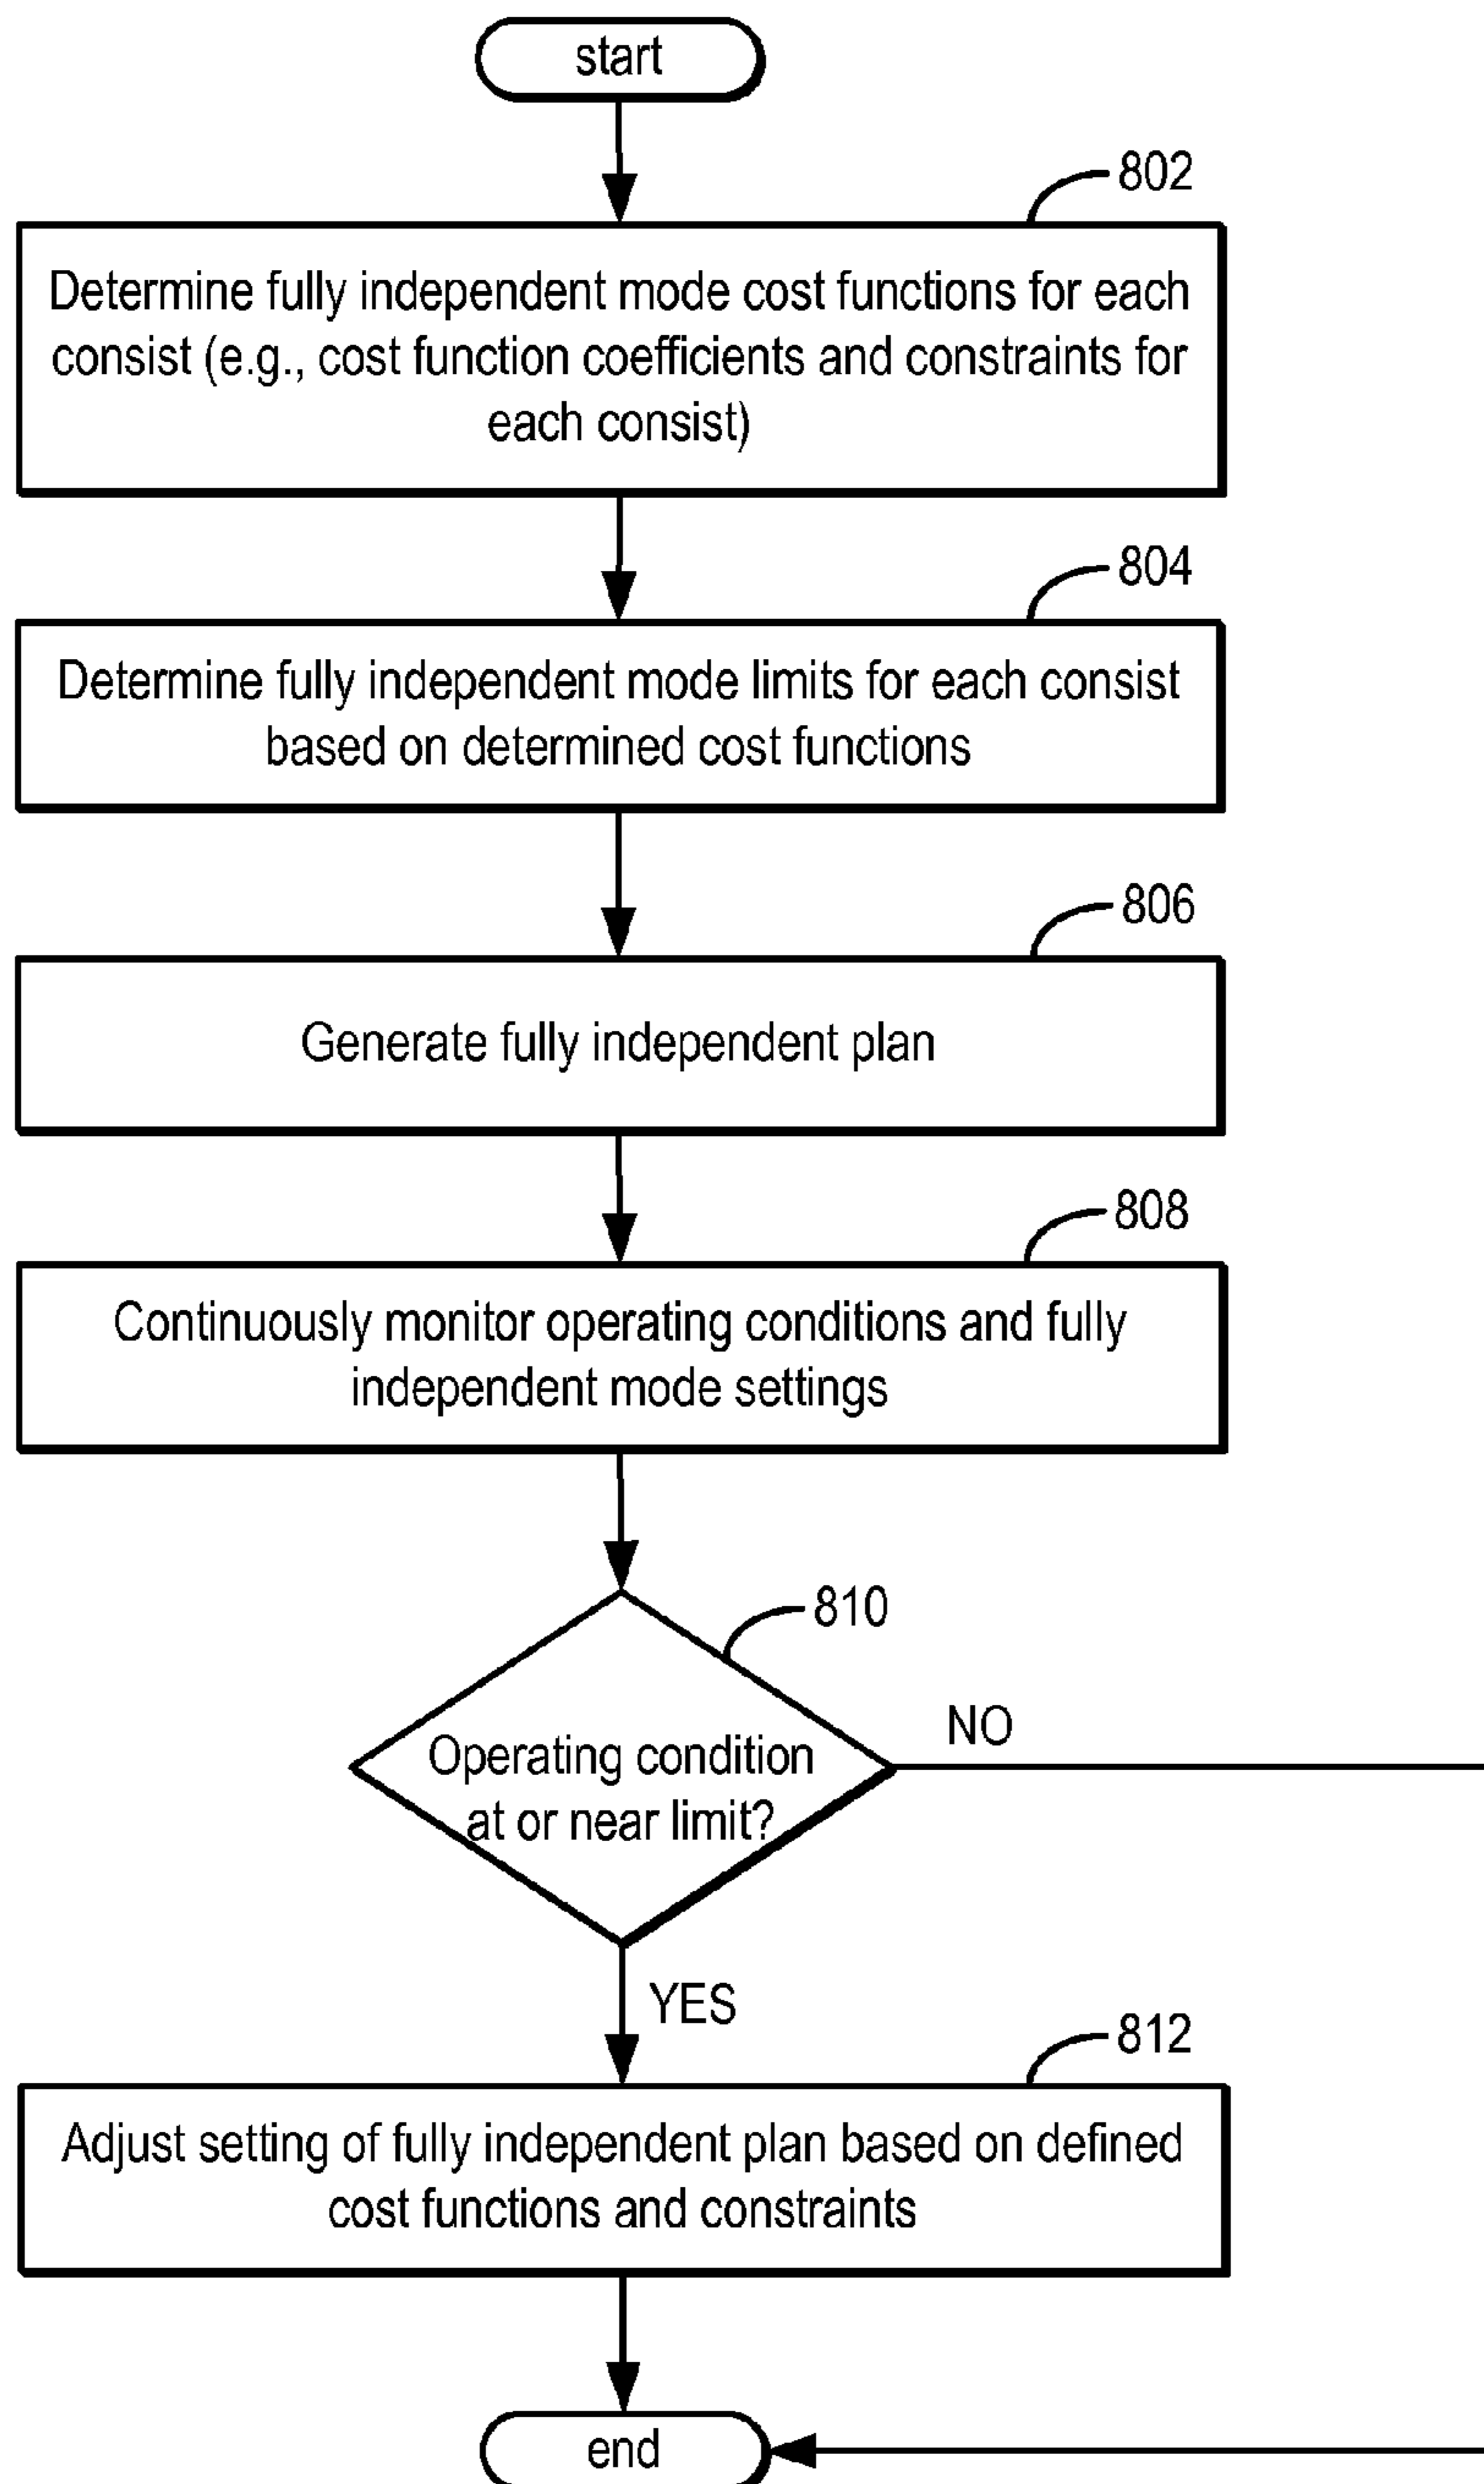 start
802
Determine fully independent mode cost functions for each
consist (e.g., cost function coefficients and constraints for
each consist)
804
Determine fully independent mode limits for each consist
based on determined cost functions
806
Generate fully independent plan
808
Continuously monitor operating conditions and fully
independent mode settings
810
Operating condition
at or near limit?
NO
YES
812
Adjust setting of fully independent plan based on defined
cost functions and constraints
end